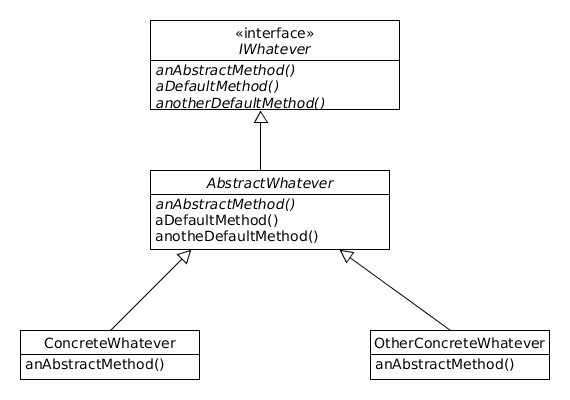 «interface»
IWhatever
anAbstractMethod()
aDefaultMethod()
anotherDefaultMethod()
AbstractWhatever
anAbstractMethod()
aDefaultMethod()
anotheDefaultMethod()
ConcreteWhatever
anAbstractMethod()
OtherConcreteWhatever
anAbstractMethod()